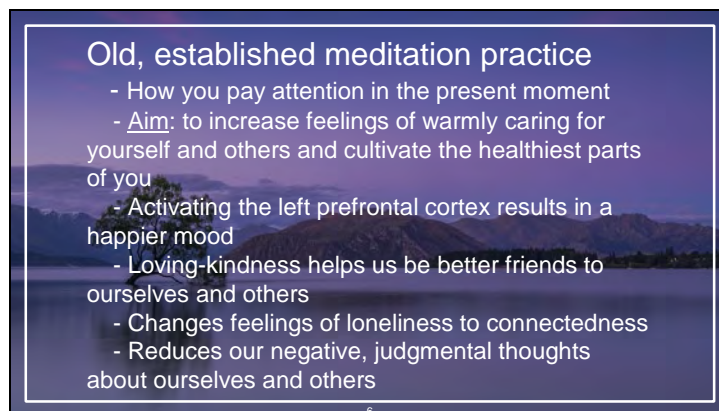 Old, established meditation practice
- How you pay attention in the present moment
- Aim: to increase feelings of warmly caring for
yourself and others and cultivate the healthiest parts
of you
- Activating the left prefrontal cortex results in a
happier mood
- Loving-kindness helps us be better friends to
ourselves and others
- Changes feelings of loneliness to connectedness
- Reduces our negative, judgmental thoughts
about ourselves and others
6